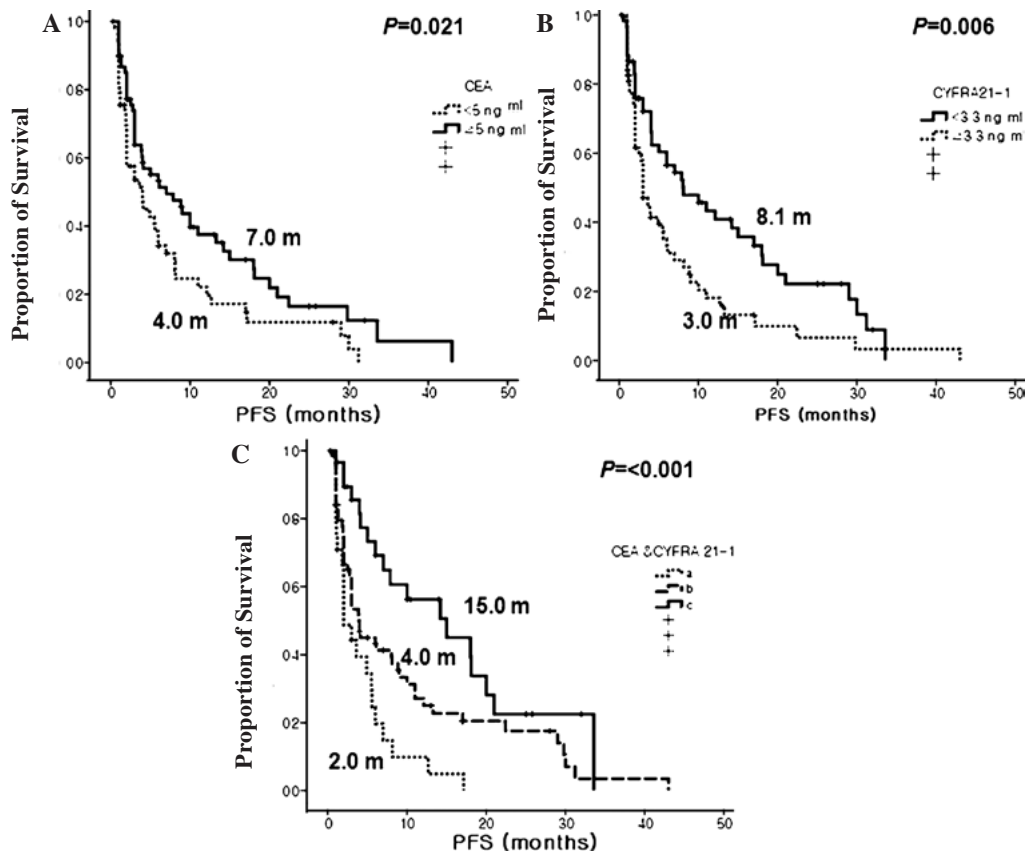 A
P=0.021
CEA
<5 ng ml
≥5 ng ml
7.0 m
4.0 m
Proportion of Survival
1.0
0.8
0.6
0.4
0.2
0.0
0 10 20 30 40 50
PFS (months)
B
P=0.006
CYFRA21-1
<3.3 ng ml
≥3.3 ng ml
8.1 m
3.0 m
Proportion of Survival
1.0
0.8
0.6
0.4
0.2
0.0
0 10 20 30 40 50
PFS (months)
C
P=<0.001
CEA &CYFRA 21-1
a
b
c
15.0 m
4.0 m
2.0 m
Proportion of Survival
1.0
0.8
0.6
0.4
0.2
0.0
0 10 20 30 40 50
PFS (months)